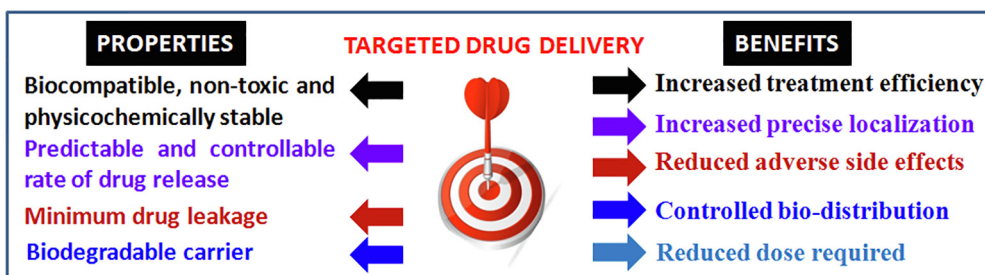 PROPERTIES
TARGETED DRUG DELIVERY
BENEFITS
Biocompatible, non-toxic and
physicochemically stable
Predictable and controllable
rate of drug release
Minimum drug leakage
Biodegradable carrier
Increased treatment efficiency
Increased precise localization
Reduced adverse side effects
Controlled bio-distribution
Reduced dose required